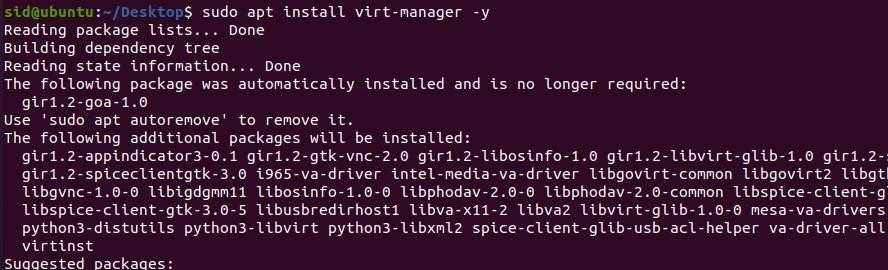 sid@ubuntu:~/Desktop$ sudo apt install virt-manager -y
Reading package lists... Done
Building dependency tree
Reading state information... Done
The following package was automatically installed and is no longer required:
gir1.2-goa-1.0
Use 'sudo apt autoremove' to remove it.
The following additional packages will be installed:
gir1.2-appindicator3-0.1 gir1.2-gtk-vnc-2.0 gir1.2-libosinfo-1.0 gir1.2-libvirt-glib-1.0 gir1.2-
gir1.2-spiceclientgtk-3.0 i965-va-driver intel-media-va-driver libgovirt-common libgovirt2
libgvnc-1.0-0 libigdgmm11 libosinfo-1.0-0 libphodav-2.0-0 libphodav-2.0-common libspice-client-
libspice-client-gtk-3.0-5 libusbredirhost1 libva-x11-2 libva2 libvirt-glib-1.0-0 mesa-va-drivers
python3-distutils python3-libvirt python3-libxml2 spice-client-glib-usb-acl-helper va-driver-all
virtinst
Suggested packages: